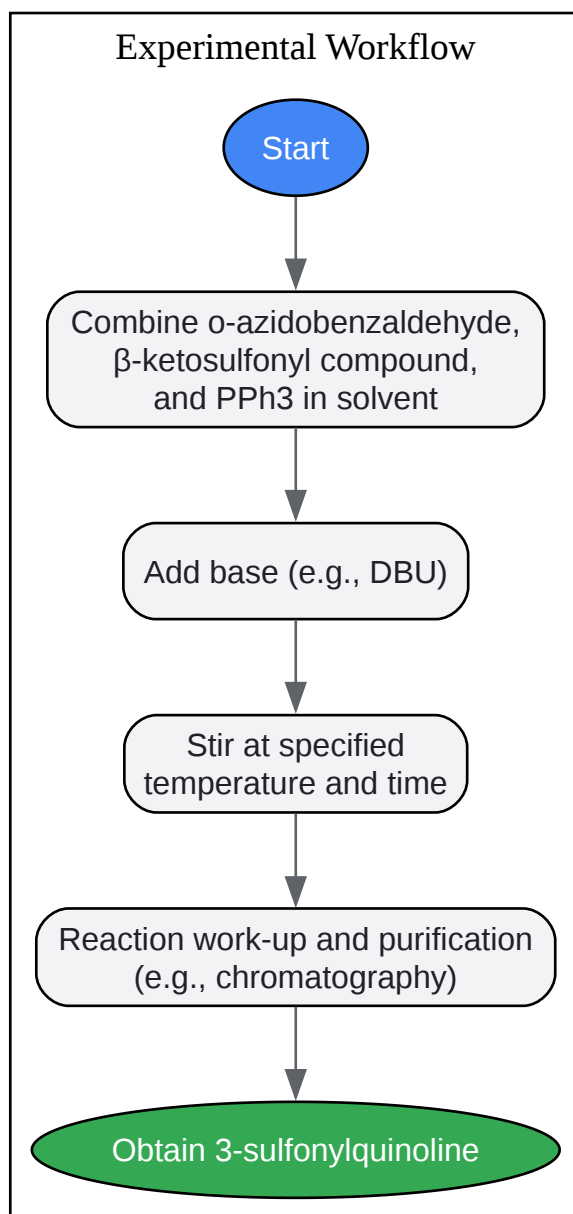 Experimental Workflow
Start
Combine o-azidobenzaldehyde,
β-ketosulfonyl compound,
and PPh3 in solvent
Add base (e.g., DBU)
Stir at specified
temperature and time
Reaction work-up and purification
(e.g., chromatography)
Obtain 3-sulfonylquinoline